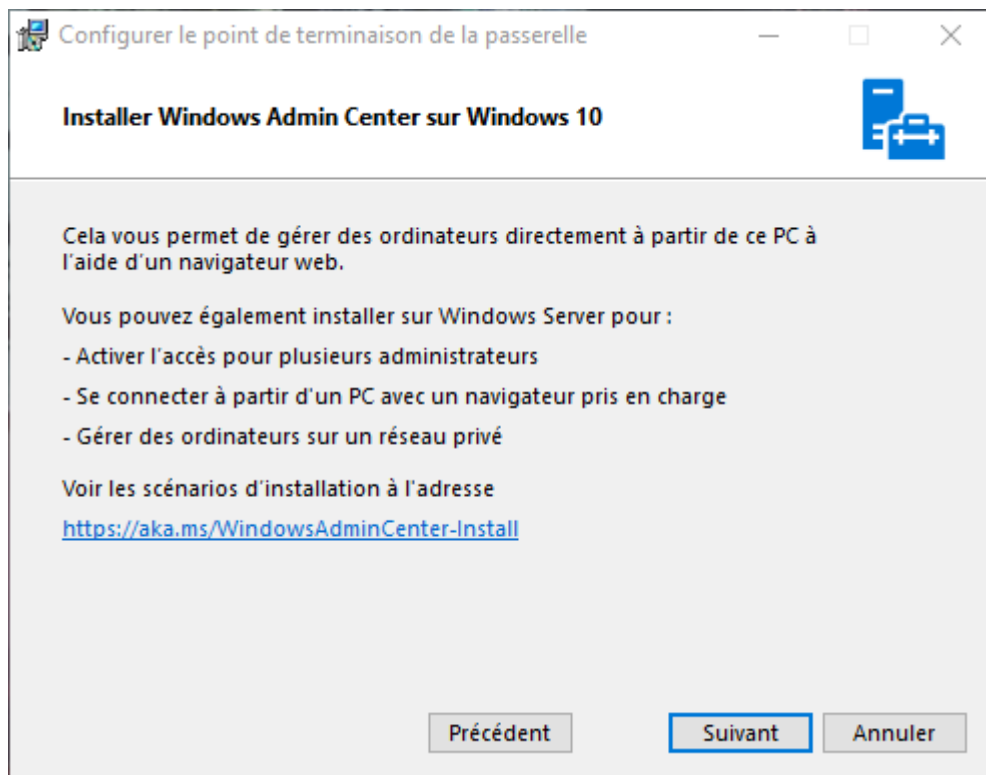 Configurer le point de terminaison de la passerelle
Installer Windows Admin Center sur Windows 10
Cela vous permet de gérer des ordinateurs directement à partir de ce PC à
l'aide d'un navigateur web.
Vous pouvez également installer sur Windows Server pour :
- Activer l'accès pour plusieurs administrateurs
- Se connecter à partir d'un PC avec un navigateur pris en charge
- Gérer des ordinateurs sur un réseau privé
Voir les scénarios d'installation à l'adresse
https://aka.ms/WindowsAdminCenter-Install
Précédent Suivant Annuler